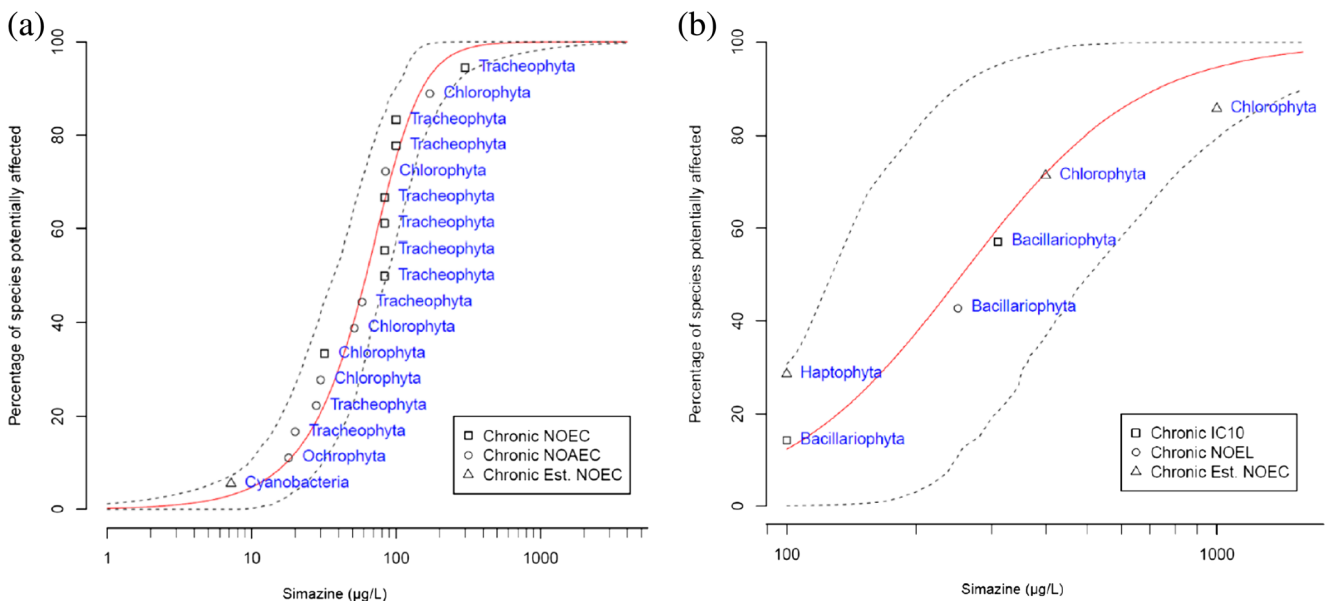 (a)
Percentage of species potentially affected
100
80
60
40
20
0
Tracheophyta
Chlorophyta
Tracheophyta
Tracheophyta
Chlorophyta
Tracheophyta
Tracheophyta
Tracheophyta
Tracheophyta
Tracheophyta
Chlorophyta
Chlorophyta
Chlorophyta
Tracheophyta
Tracheophyta
Ochrophyta
Cyanobacteria
Chronic NOEC
Chronic NOAEC
Chronic Est. NOEC
1 10 100 1000
Simazine (µg/L)
(b)
Percentage of species potentially affected
100
80
60
40
20
0
Chlorophyta
Chlorophyta
Bacillariophyta
Bacillariophyta
Haptophyta
Bacillariophyta
Chronic IC10
Chronic NOEL
Chronic Est. NOEC
100 1000
Simazine (µg/L)